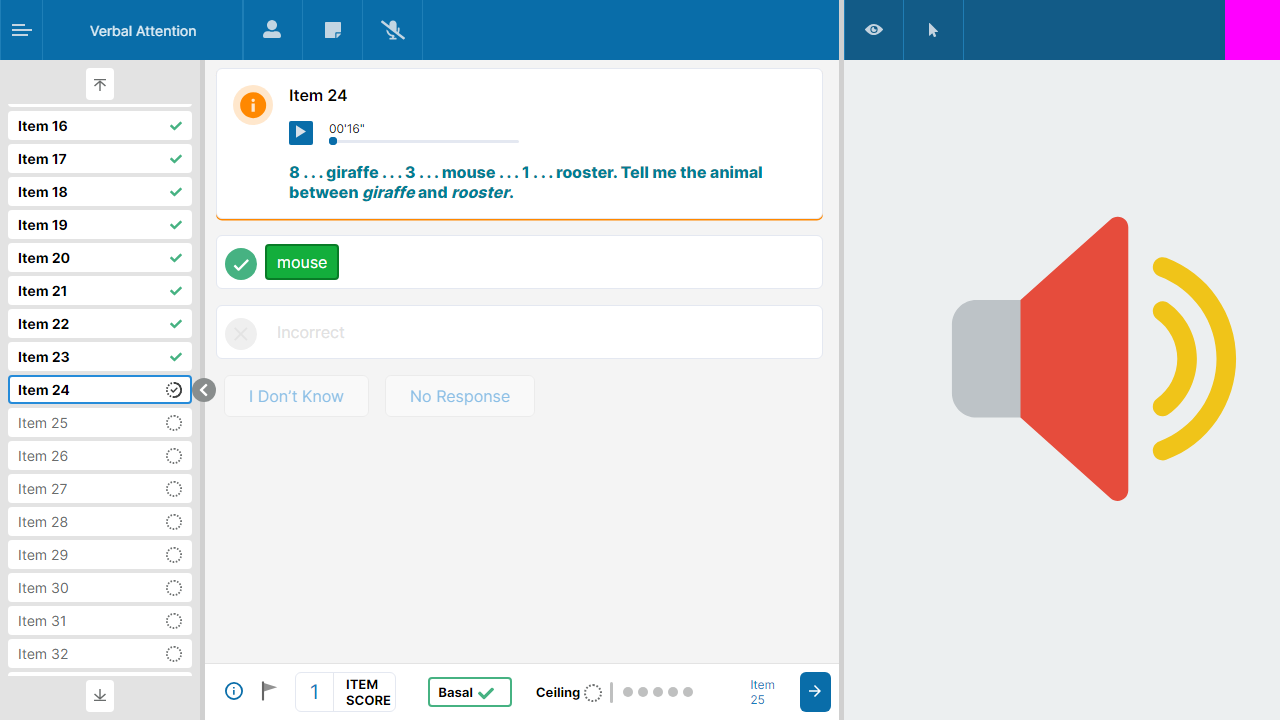 Verbal Attention
Item 16
Item 17
Item 18
Item 19
Item 20
Item 21
Item 22
Item 23
Item 24
Item 25
Item 26
Item 27
Item 28
Item 29
Item 30
Item 31
Item 32
Item 24
00'16"
8 . . . giraffe . . . 3 . . . mouse . . . 1 . . . rooster. Tell me the animal
between giraffe and rooster.
mouse
Incorrect
I Don't Know
No Response
1
ITEM
SCORE
Basal
Ceiling
Item
25